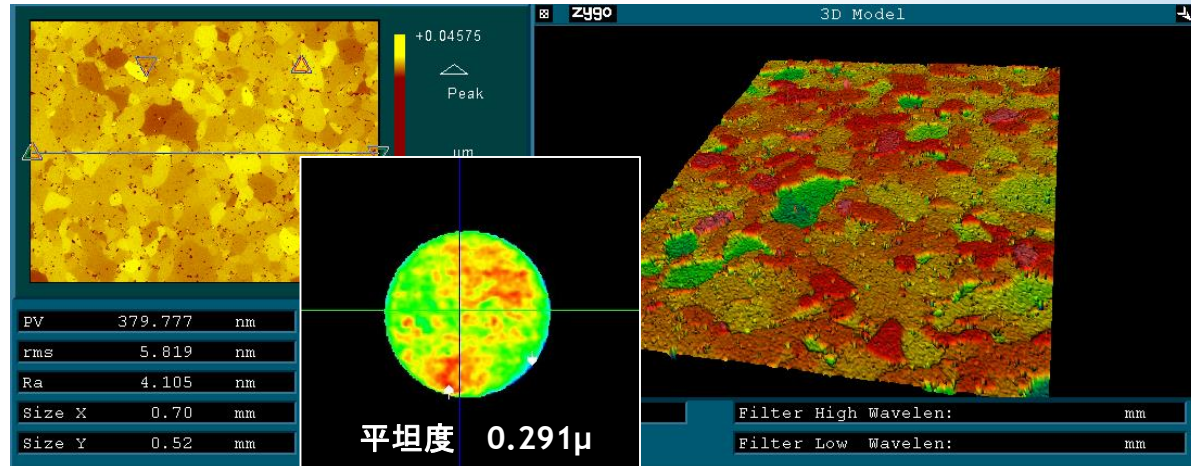 zygo
3D Model
+0.04575
Peak
um
PV 379.777 nm
rms 5.819 nm
Ra 4.105 nm
Size X 0.70 mm
Size Y 0.52 mm
平坦度 0.291μ
Filter High Wavelen: mm
Filter Low Wavelen: mm